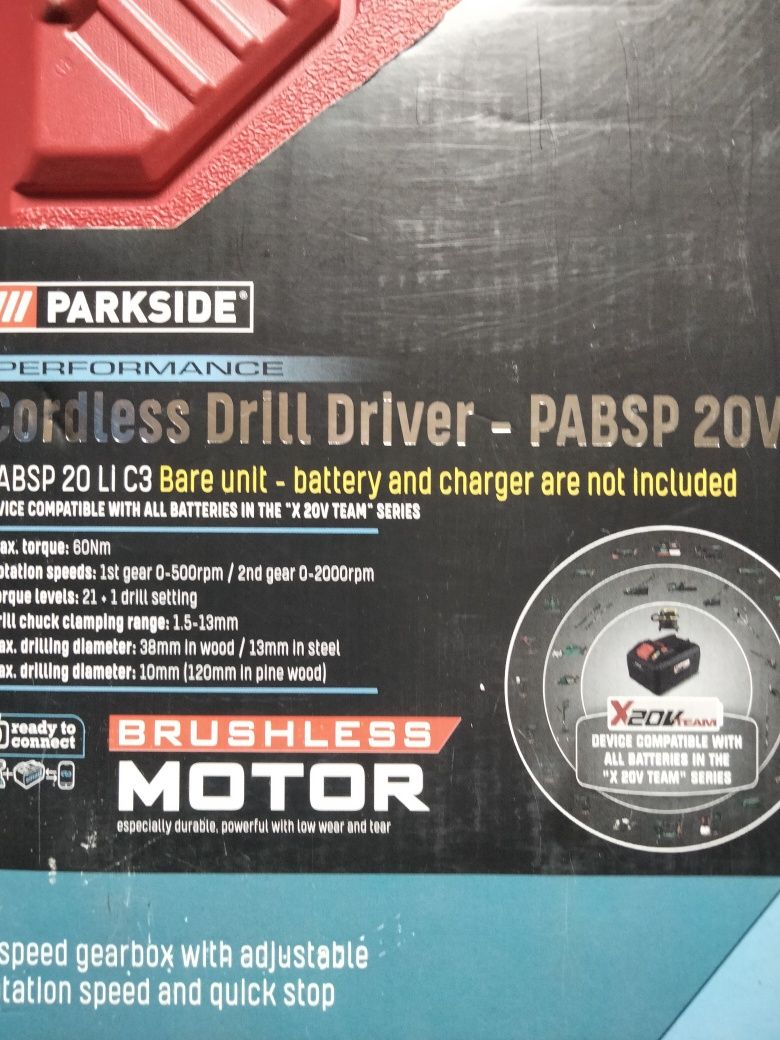 PARKSIDE®
PERFORMANCE
Cordless Drill Driver - PABSP 20V
ABSP 20 LI C3 Bare unit - battery and charger are not included
VICE COMPATIBLE WITH ALL BATTERIES IN THE "X 20V TEAM" SERIES
ax. torque: 60Nm
otation speeds: 1st gear 0-500rpm / 2nd gear 0-2000rpm
orque levels: 21 + 1 drill setting
rill chuck clamping range: 1.5-13mm
ax. drilling diameter: 38mm in wood / 13mm in steel
ax. drilling diameter: 10mm (120mm in pine wood)
ready to
connect
BRUSHLESS
MOTOR
especially durable, powerful with low wear and tear
X20V TEAM
DEVICE COMPATIBLE WITH
ALL BATTERIES IN THE
"X 20V TEAM" SERIES
speed gearbox with adjustable
tation speed and quick stop